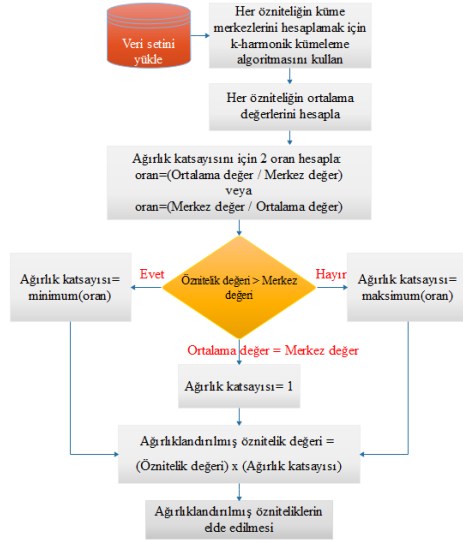 Veri setini
yükle
Her özniteliğin küme
merkezlerini hesaplamak için
k-harmonik kümeleme
algoritmasını kullan
Her özniteliğin ortalama
değerlerini hesapla
Ağırlık katsayısını için 2 oran hesapla:
oran=(Ortalama değer / Merkez değer)
veya
oran=(Merkez değer / Ortalama değer)
Evet
Öznitelik değeri > Merkez
değeri
Hayır
Ağırlık katsayısı=
minimum(oran)
Ağırlık katsayısı=
maksimum(oran)
Ortalama değer = Merkez değer
Ağırlık katsayısı= 1
Ağırlıklandırılmış öznitelik değeri =
(Öznitelik değeri) x (Ağırlık katsayısı)
Ağırlıklandırılmış özniteliklerin
elde edilmesi